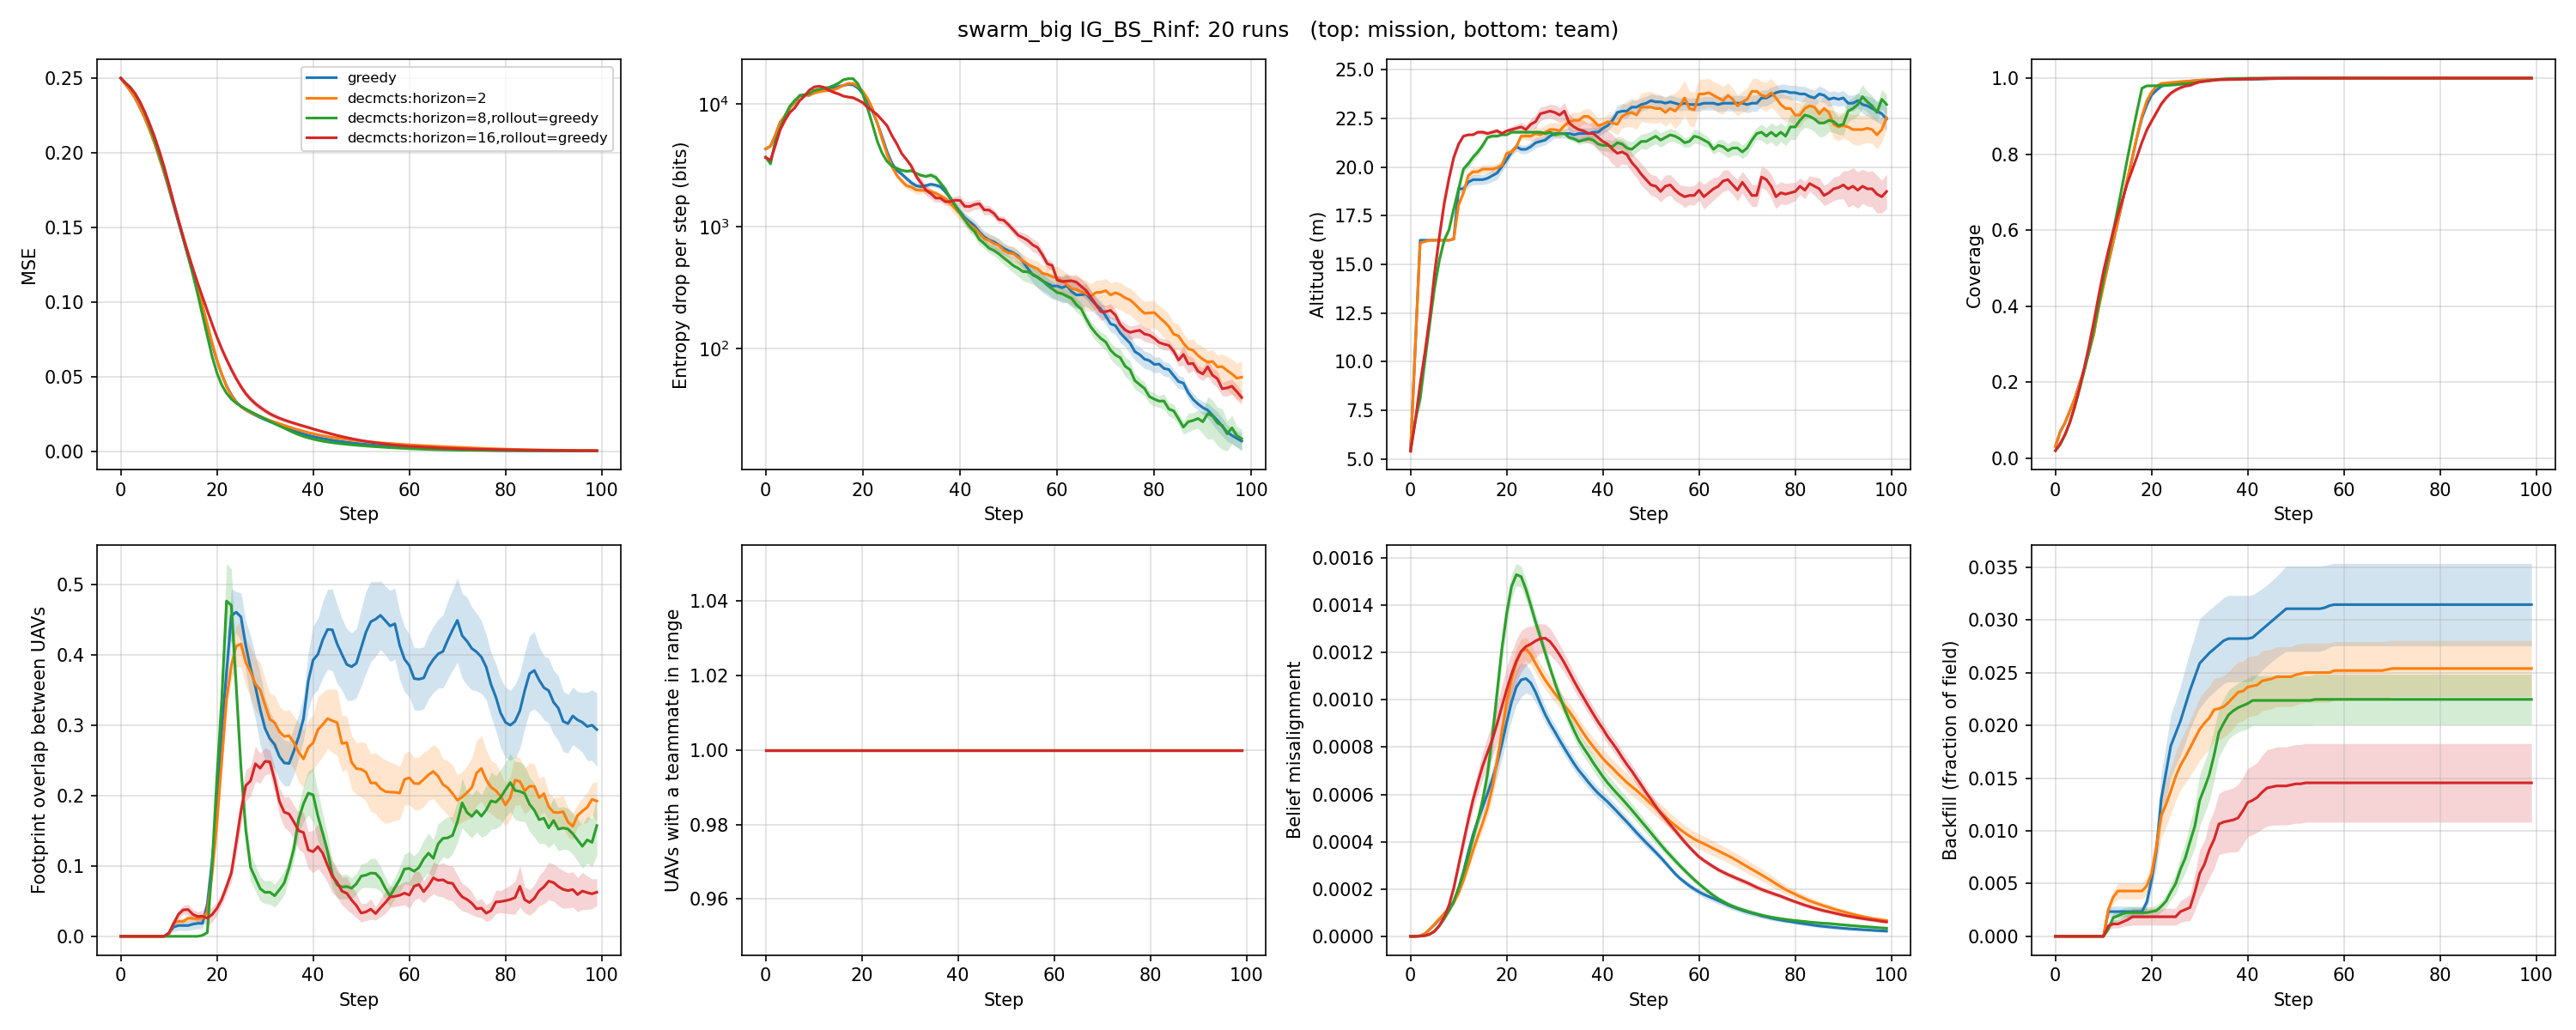 swarm_big IG_BS_Rinf: 20 runs   (top: mission, bottom: team)
MSE
0.25
0.20
0.15
0.10
0.05
0.00
0 20 40 60 80 100
Step
greedy
decmcts:horizon=2
decmcts:horizon=8,rollout=greedy
decmcts:horizon=16,rollout=greedy
Entropy drop per step (bits)
10⁴
10³
10²
0 20 40 60 80 100
Step
Altitude (m)
25.0
22.5
20.0
17.5
15.0
12.5
10.0
7.5
5.0
0 20 40 60 80 100
Step
Coverage
1.0
0.8
0.6
0.4
0.2
0.0
0 20 40 60 80 100
Step
Footprint overlap between UAVs
0.5
0.4
0.3
0.2
0.1
0.0
0 20 40 60 80 100
Step
UAVs with a teammate in range
1.04
1.02
1.00
0.98
0.96
0 20 40 60 80 100
Step
Belief misalignment
0.0016
0.0014
0.0012
0.0010
0.0008
0.0006
0.0004
0.0002
0.0000
0 20 40 60 80 100
Step
Backfill (fraction of field)
0.035
0.030
0.025
0.020
0.015
0.010
0.005
0.000
0 20 40 60 80 100
Step